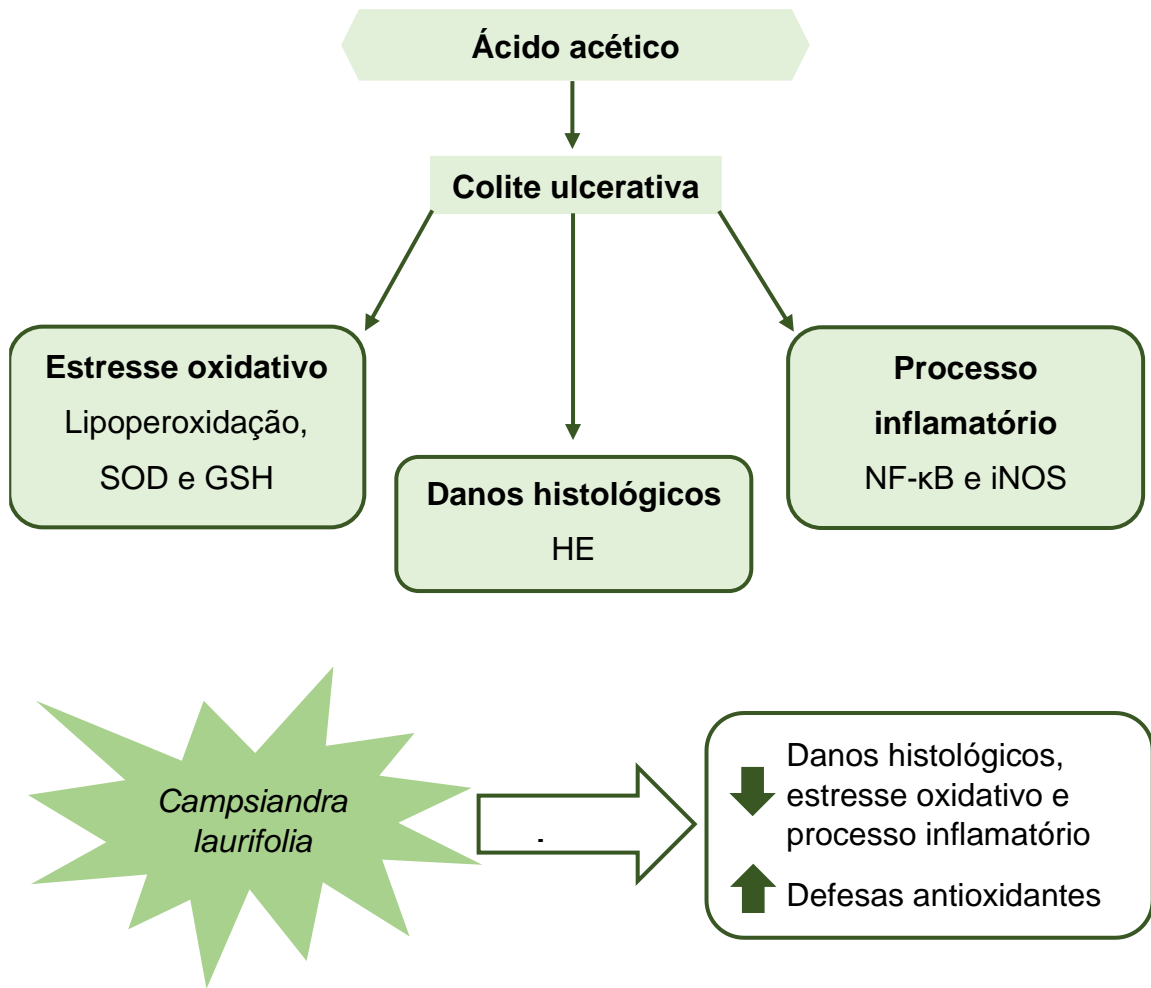 Ácido acético
Colite ulcerativa
Estresse oxidativo
Lipoperoxidação,
SOD e GSH
Danos histológicos
HE
Processo
inflamatório
NF-κB e iNOS
Campsiandra
laurifolia
.
Danos histológicos,
estresse oxidativo e
processo inflamatório
Defesas antioxidantes